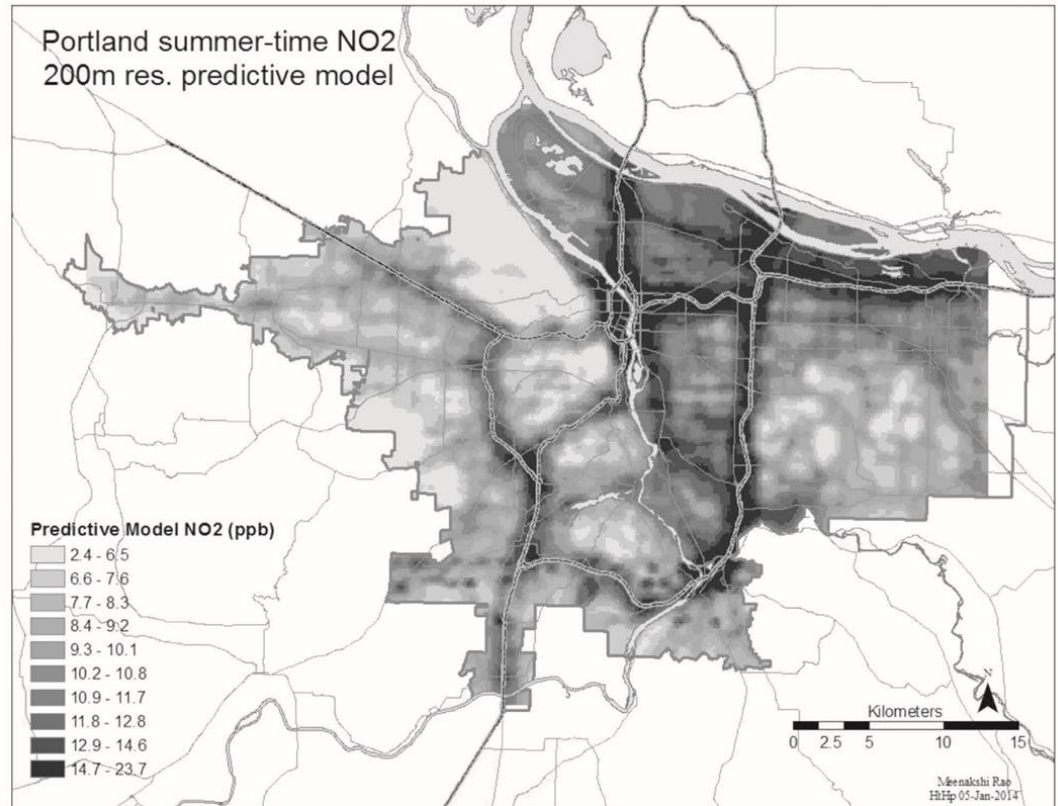 Portland summer-time NO2
200m res. predictive model
Predictive Model NO2 (ppb)
2.4 - 6.5
6.6 - 7.6
7.7 - 8.3
8.4 - 9.2
9.3 - 10.1
10.2 - 10.8
10.9 - 11.7
11.8 - 12.8
12.9 - 14.6
14.7 - 23.7
N
Kilometers
0 2.5 5 10 15
Meenakshi Rao
05-Jan-2014